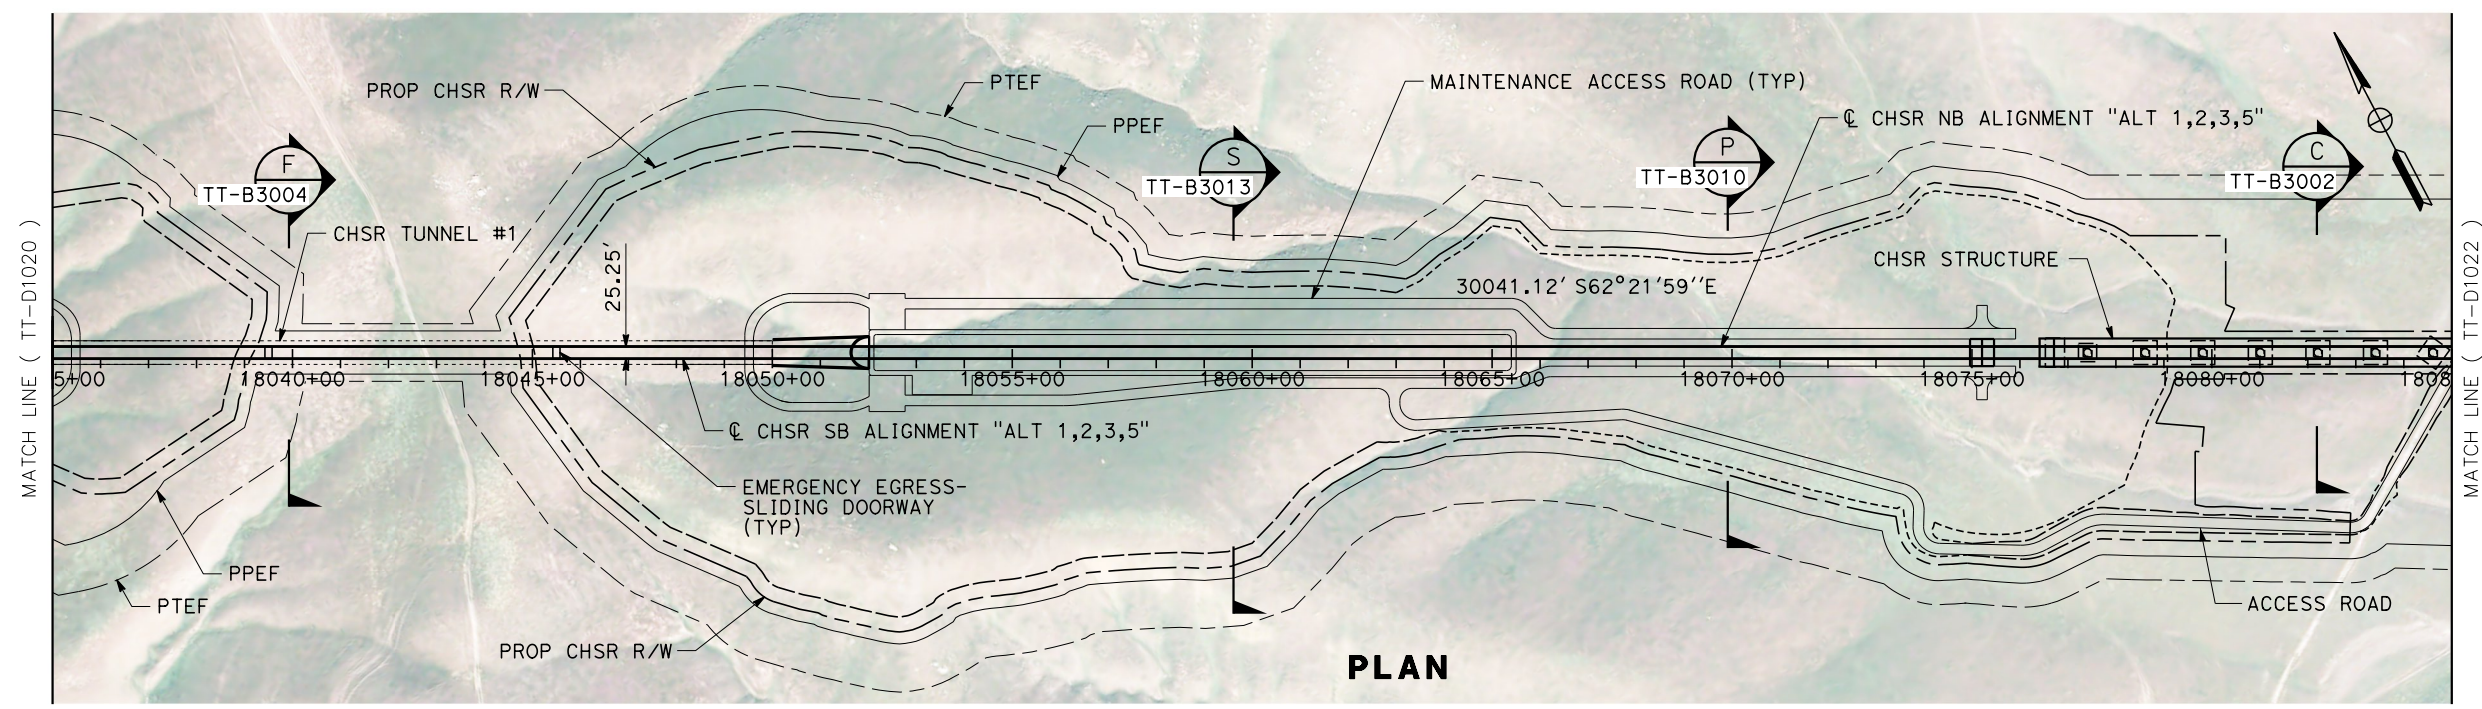 PROP CHSR R/W
PTEF
PPEF
MAINTENANCE ACCESS ROAD (TYP)
℄ CHSR NB ALIGNMENT "ALT 1,2,3,5"
F
TT-B3004
S
TT-B3013
P
TT-B3010
C
TT-B3002
CHSR TUNNEL #1
25.25'
30041.12' S62°21'59''E
CHSR STRUCTURE
MATCH LINE ( TT-D1020 )
MATCH LINE ( TT-D1022 )
5+00
18040+00
18045+00
18050+00
18055+00
18060+00
18065+00
18070+00
18075+00
18080+00
1808
℄ CHSR SB ALIGNMENT "ALT 1,2,3,5"
EMERGENCY EGRESS-
SLIDING DOORWAY
(TYP)
PPEF
PTEF
PROP CHSR R/W
ACCESS ROAD
PLAN